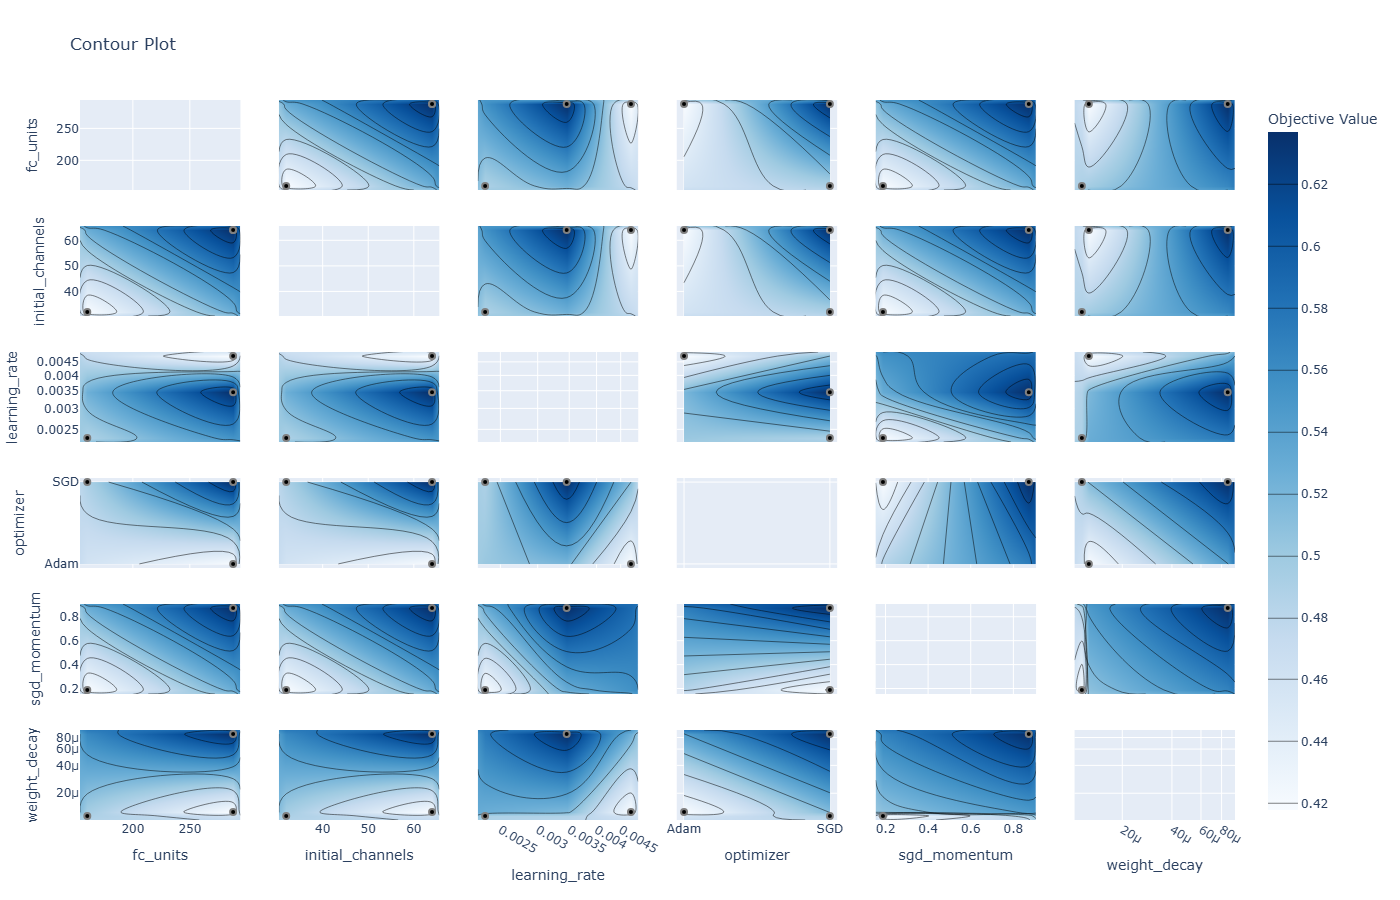 Contour Plot
Objective Value
fc_units
250
200
initial_channels
60
50
40
learning_rate
0.0045
0.004
0.0035
0.003
0.0025
optimizer
SGD
Adam
sgd_momentum
0.8
0.6
0.4
0.2
weight_decay
80μ
60μ
40μ
20μ
0.62
0.6
0.58
0.56
0.54
0.52
0.5
0.48
0.46
0.44
0.42
200 250
40 50 60
0.0025 0.003 0.0035 0.004 0.0045
Adam SGD
0.2 0.4 0.6 0.8
20μ 40μ 60μ 80μ
fc_units
initial_channels
learning_rate
optimizer
sgd_momentum
weight_decay